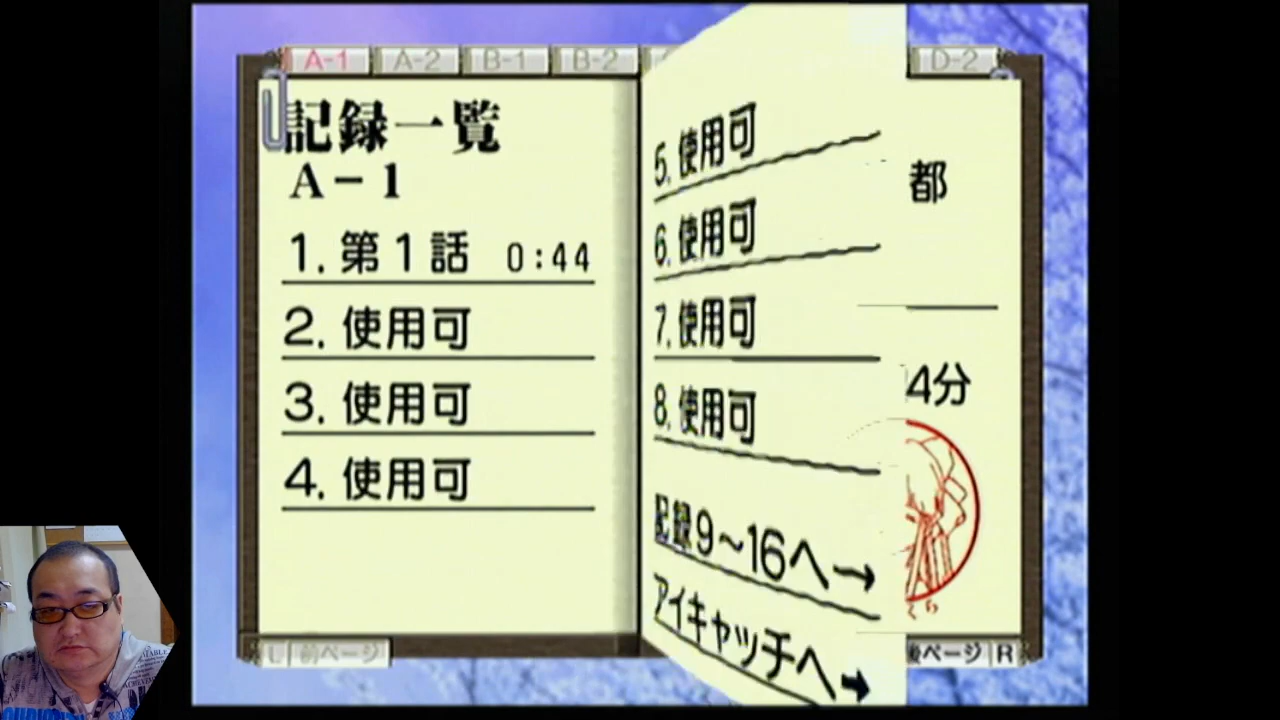 A-1 A-2 B-1 B-2 D-2
記録一覧
A-1
1. 第1話 0:44
2. 使用可
3. 使用可
4. 使用可
5. 使用可
6. 使用可
7. 使用可
8. 使用可
記録9～16へ→
アイキャッチへ→
都
4分
L 前ページ
後ページ R